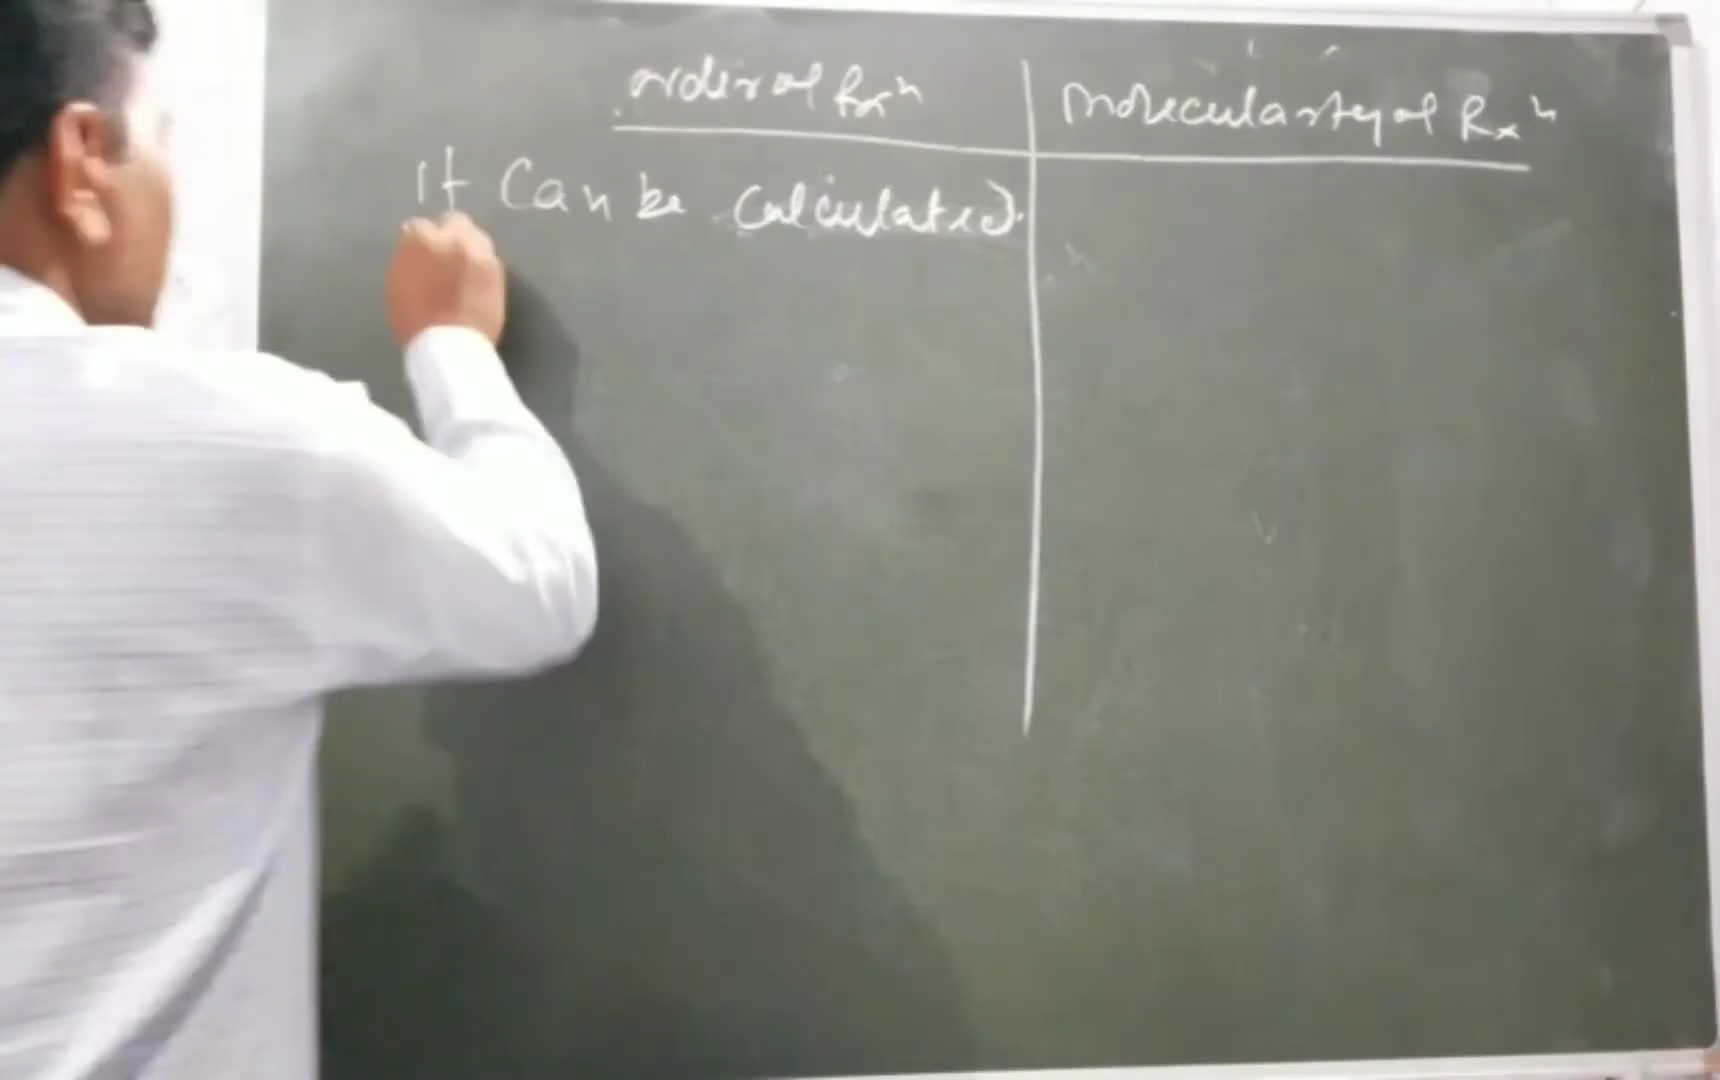 order of Rxⁿ
molecularity of Rxⁿ
it can be calculated.